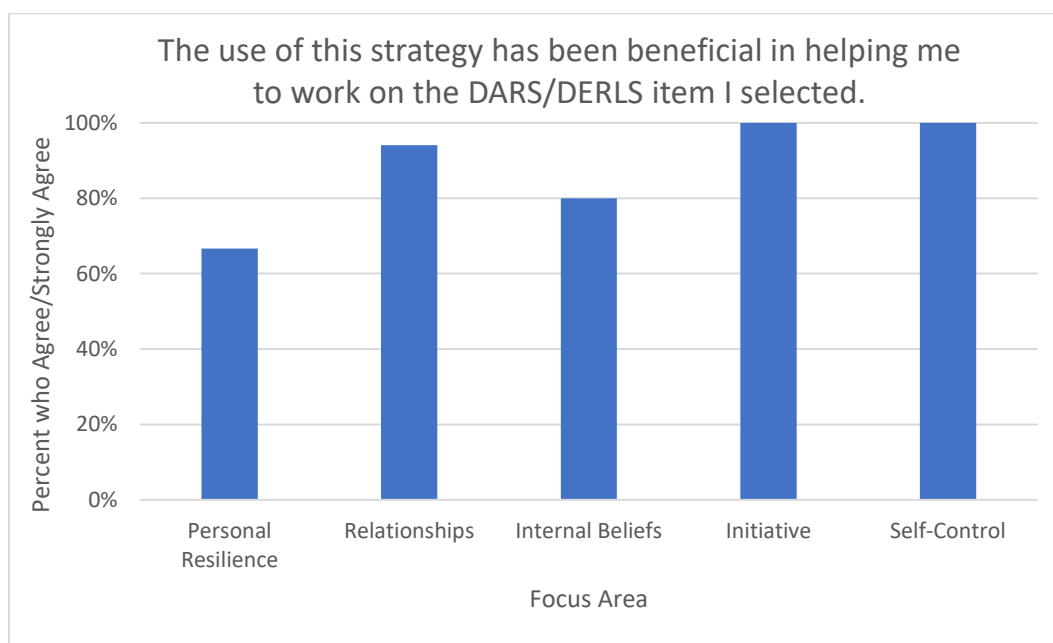 The use of this strategy has been beneficial in helping me
to work on the DARS/DERLS item I selected.
100%
80%
60%
40%
20%
0%
Percent who Agree/Strongly Agree
Personal
Resilience
Relationships
Internal Beliefs
Initiative
Self-Control
Focus Area